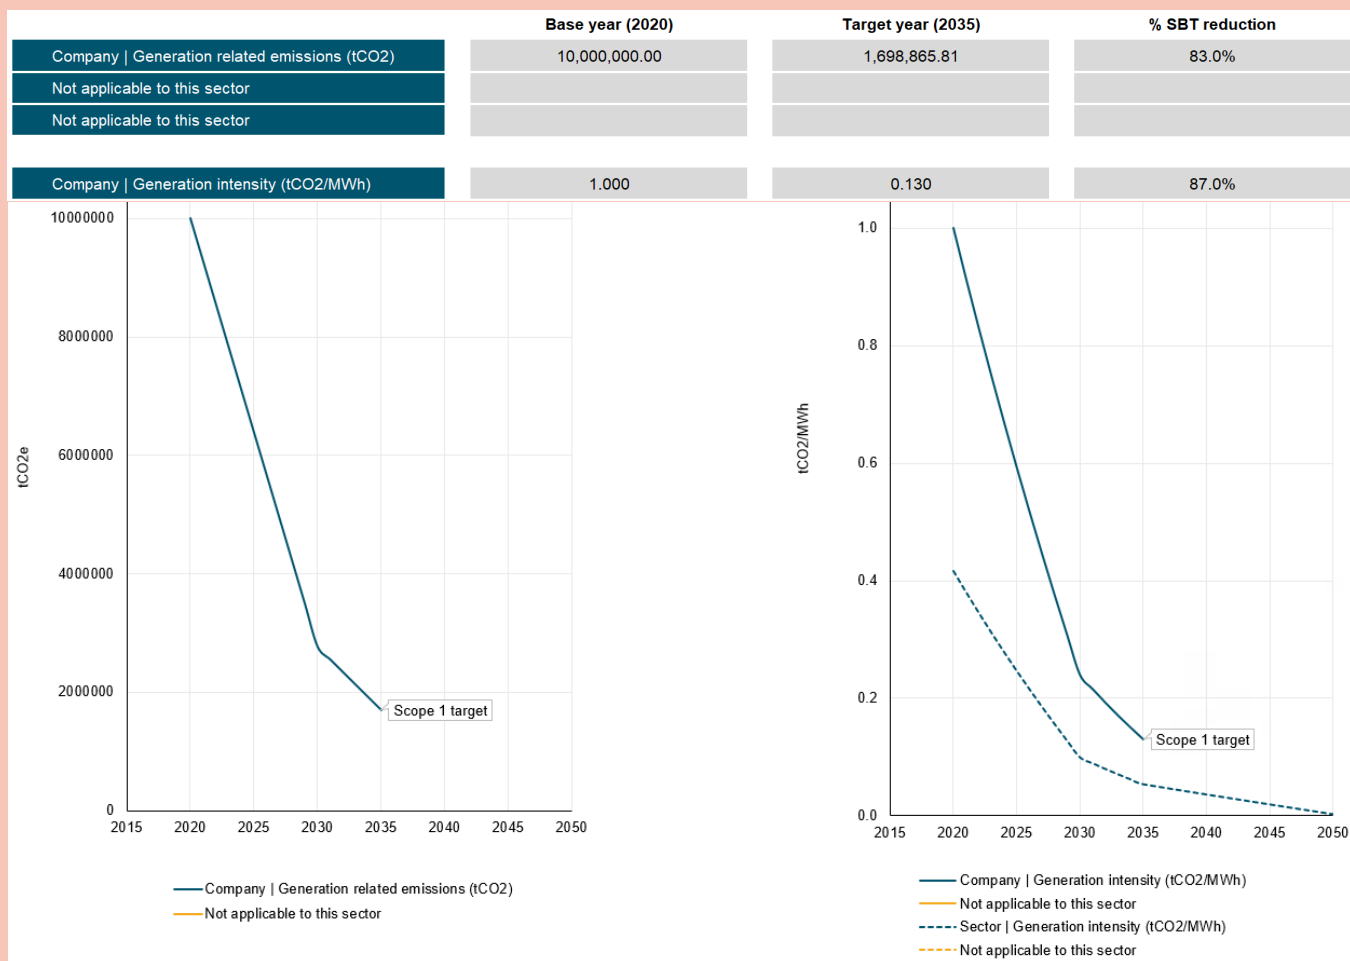 Base year (2020) Target year (2035) % SBT reduction
Company | Generation related emissions (tCO2) 10,000,000.00 1,698,865.81 83.0%
Not applicable to this sector
Not applicable to this sector
Company | Generation intensity (tCO2/MWh) 1.000 0.130 87.0%
10000000
8000000
6000000
4000000
2000000
0
tCO2e
2015 2020 2025 2030 2035 2040 2045 2050
Scope 1 target
Company | Generation related emissions (tCO2)
Not applicable to this sector
1.0
0.8
0.6
0.4
0.2
0.0
tCO2/MWh
2015 2020 2025 2030 2035 2040 2045 2050
Scope 1 target
Company | Generation intensity (tCO2/MWh)
Not applicable to this sector
Sector | Generation intensity (tCO2/MWh)
Not applicable to this sector